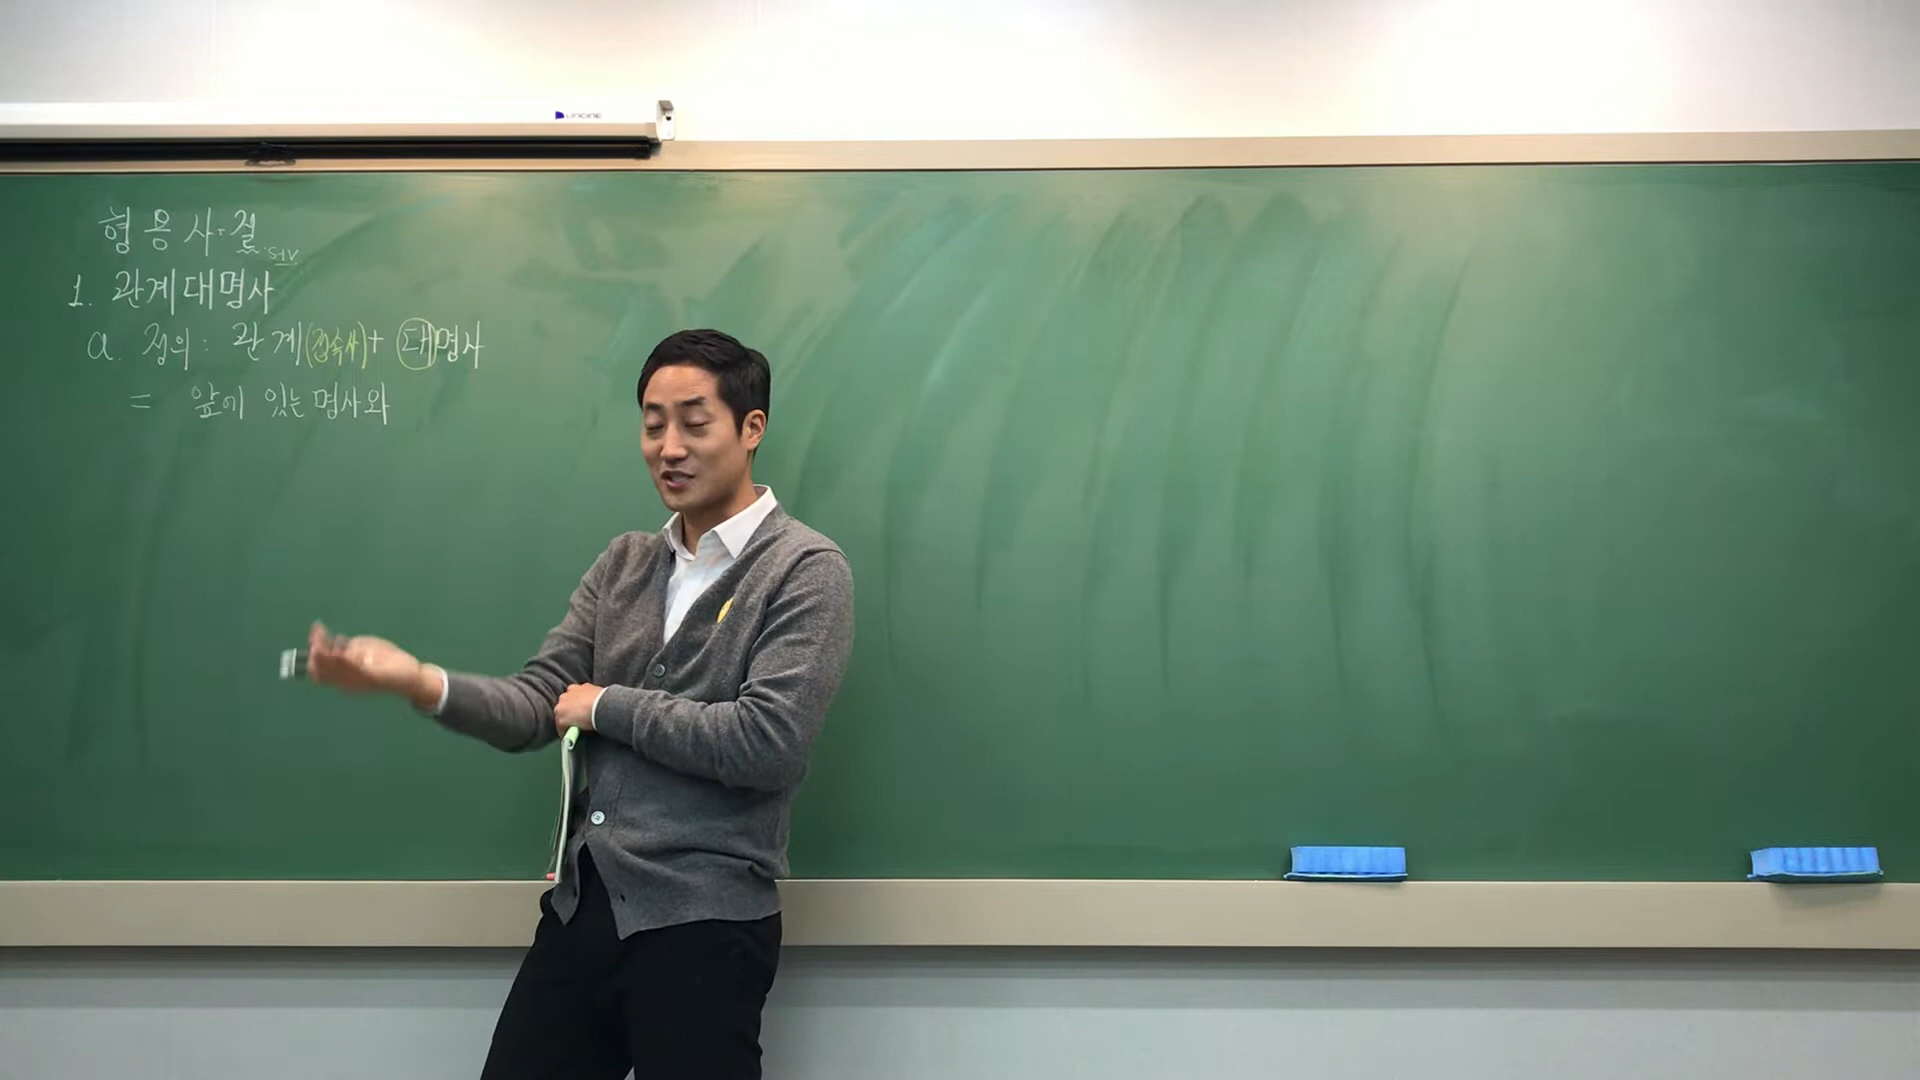 형용사절
S+V
1. 관계대명사
a. 정의 : 관계(접속사) + 대명사
= 앞에 있는 명사와